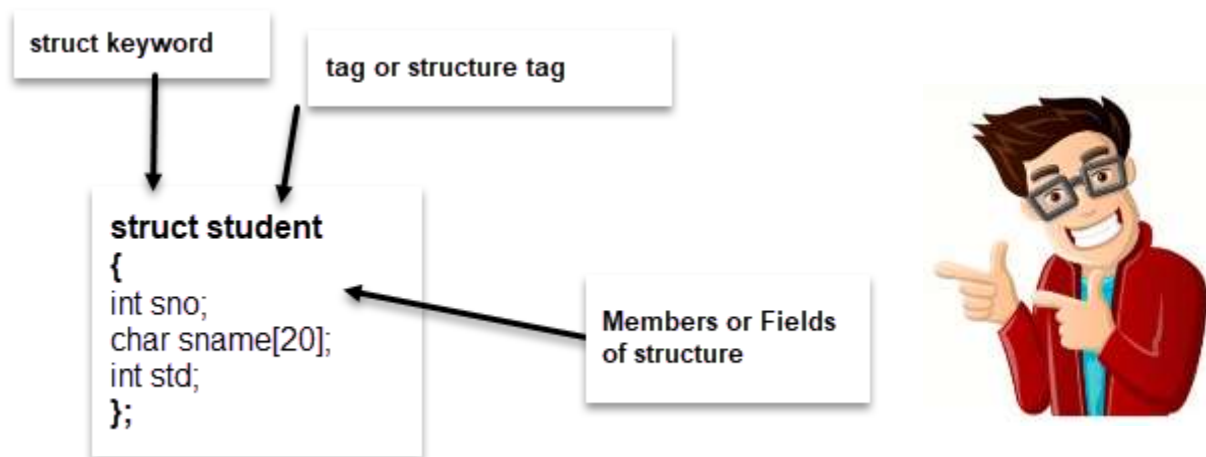 struct keyword
tag or structure tag
struct student
{
int sno;
char sname[20];
int std;
};
Members or Fields
of structure